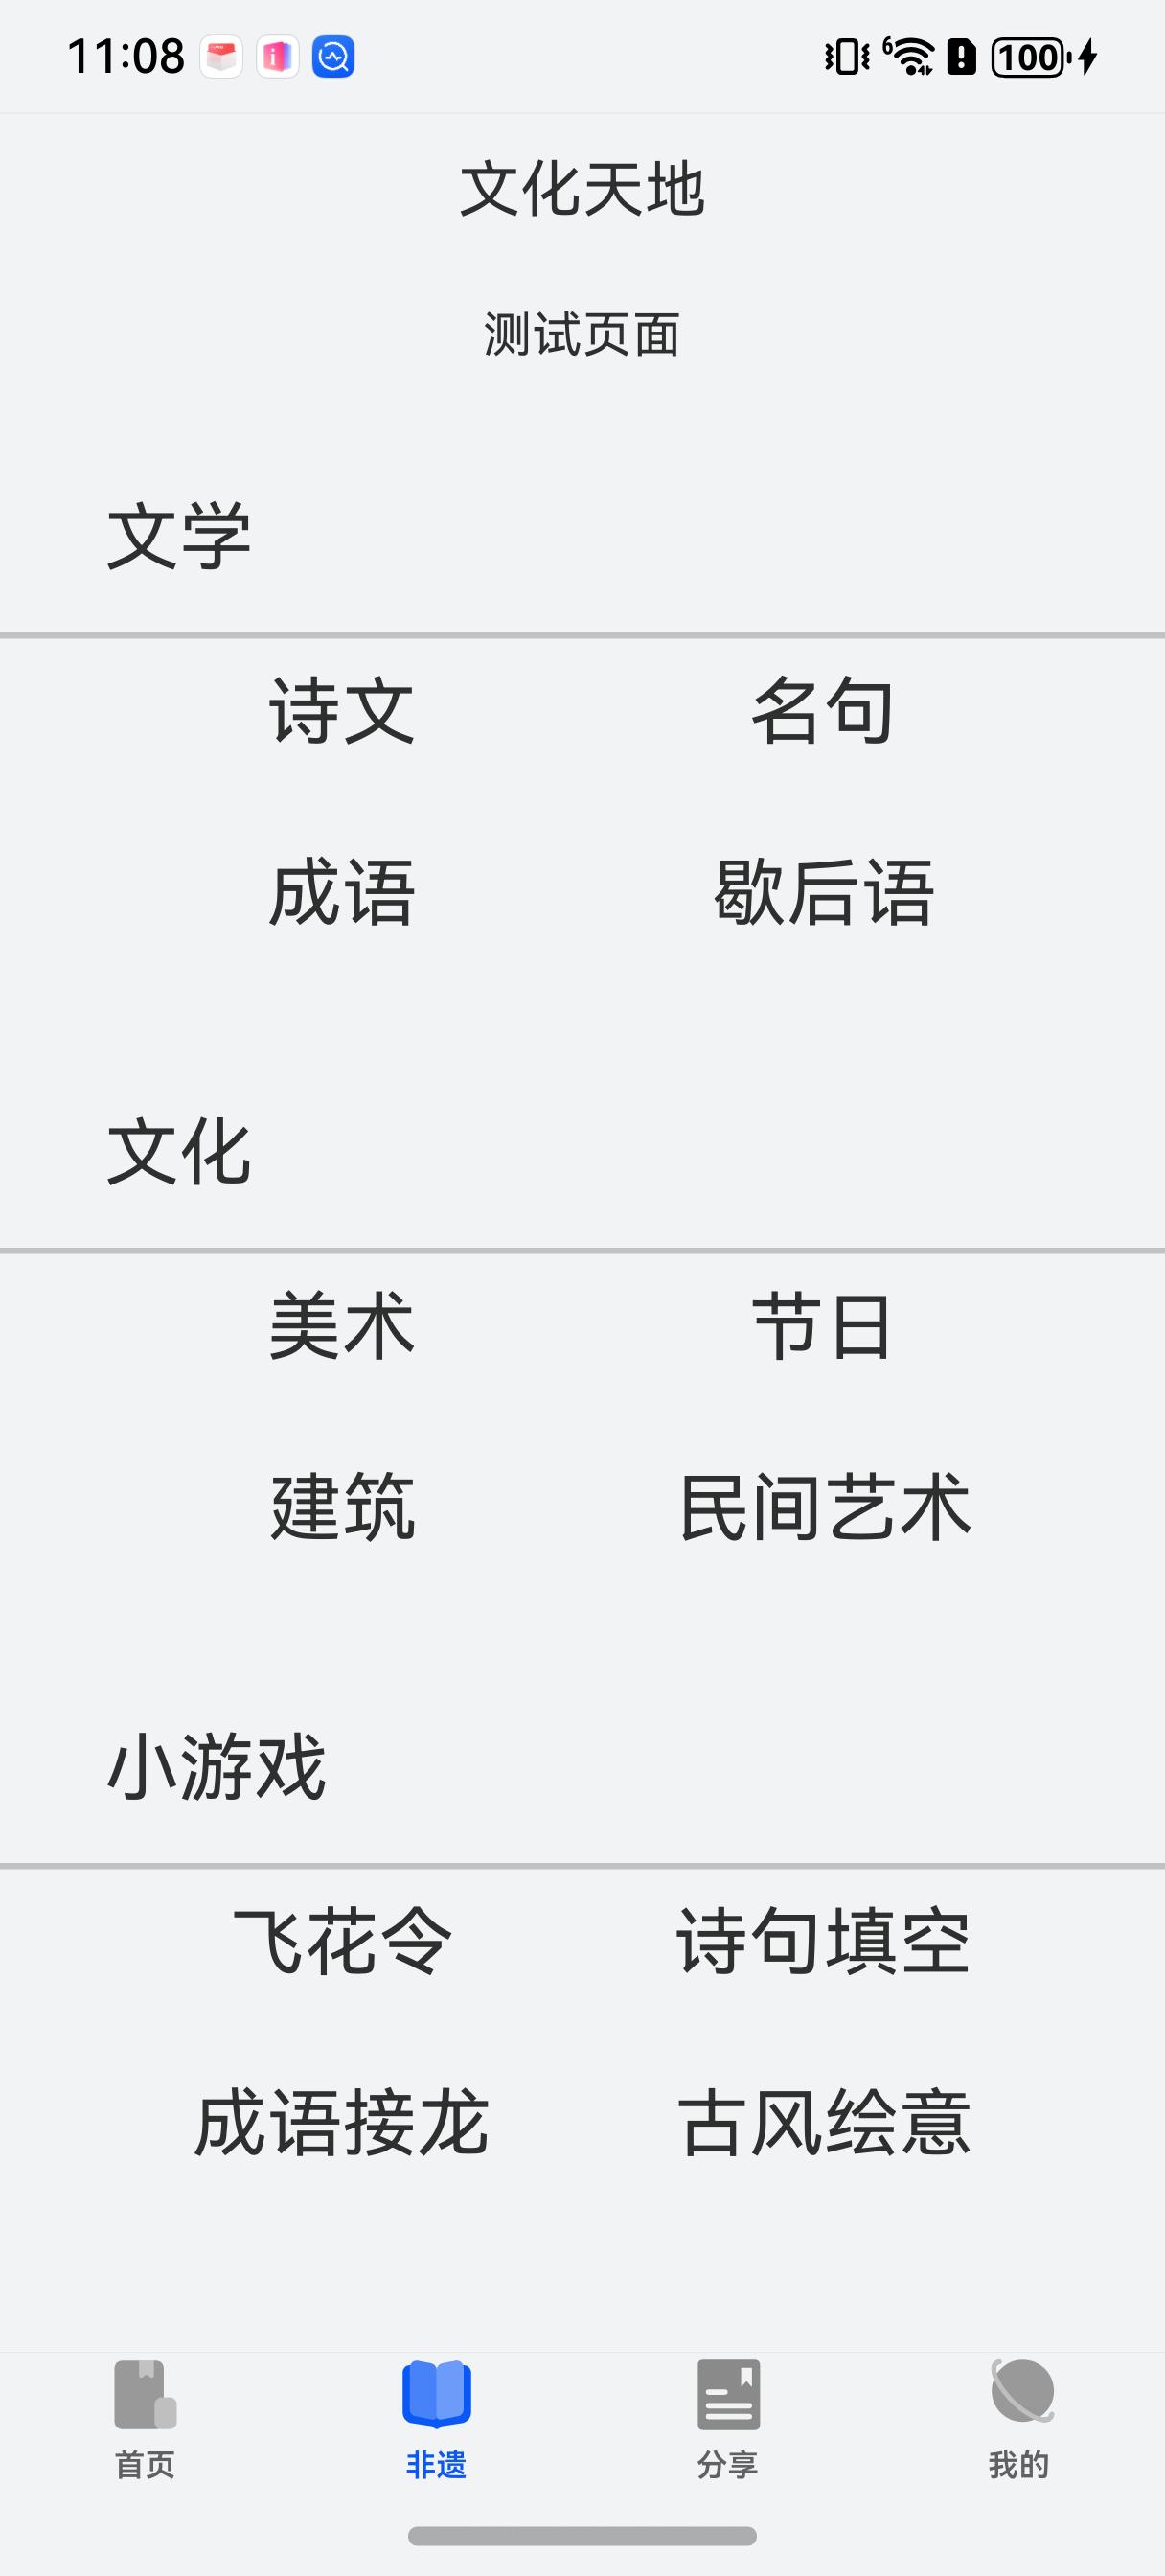 11:08 6 100
文化天地
测试页面
文学
诗文 名句
成语 歇后语
文化
美术 节日
建筑 民间艺术
小游戏
飞花令 诗句填空
成语接龙 古风绘意
首页 非遗 分享 我的